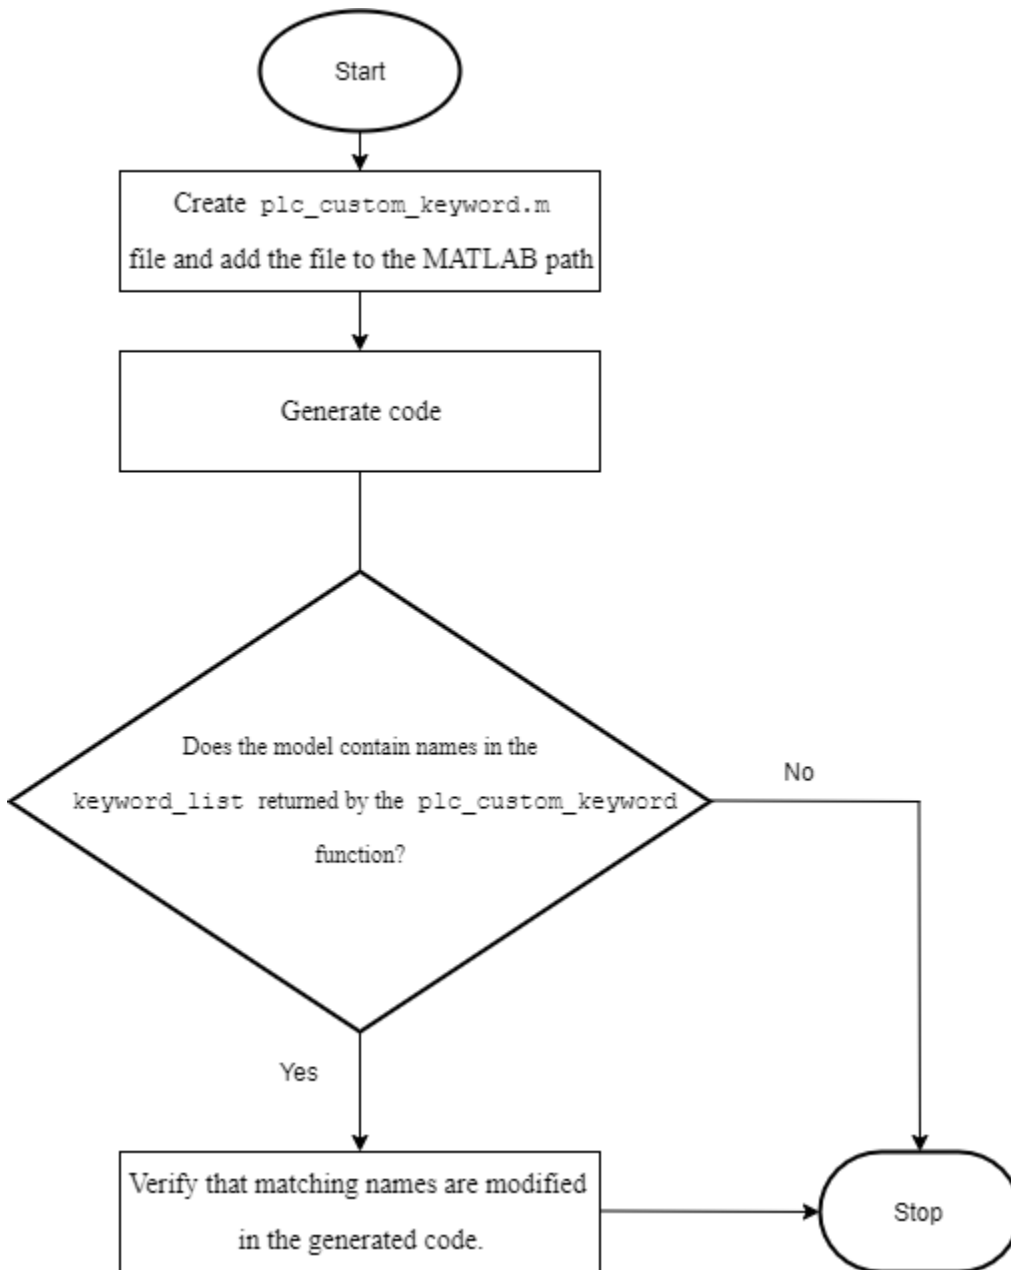 Start
Create plc_custom_keyword.m
file and add the file to the MATLAB path
Generate code
Does the model contain names in the
keyword_list returned by the plc_custom_keyword
function?
No
Yes
Verify that matching names are modified
in the generated code.
Stop